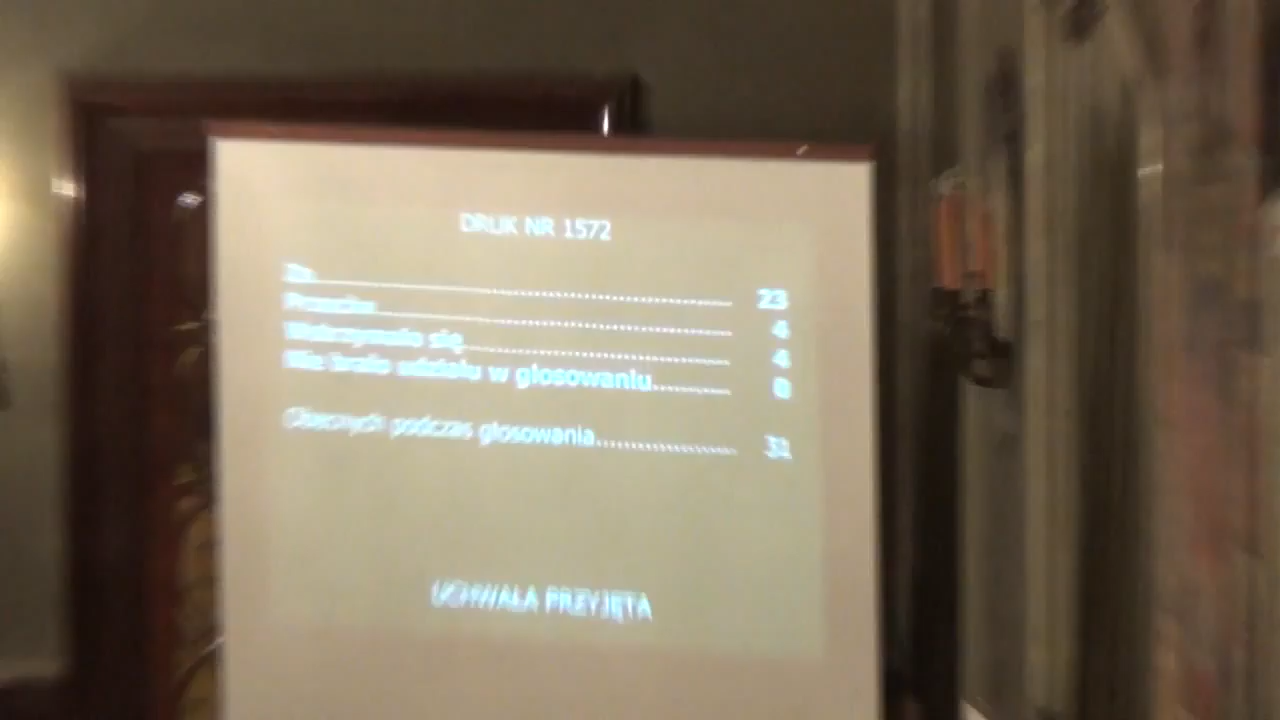 DRUK NR 1572
Za 23
Przeciw 4
Wstrzymało się 4
Nie brało udziału w głosowaniu 0
Obecnych podczas głosowania 31
UCHWAŁA PRZYJĘTA